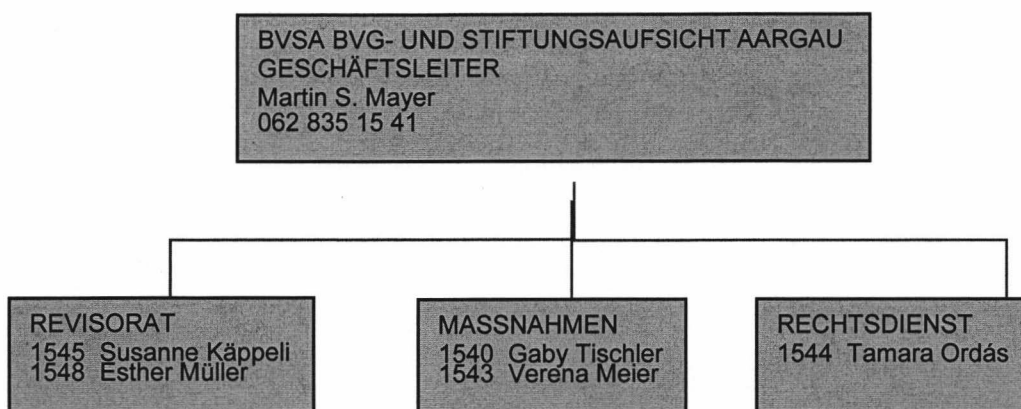 BVSA BVG- UND STIFTUNGSAUFSICHT AARGAU
GESCHÄFTSLEITER
Martin S. Mayer
062 835 15 41
REVISORAT
1545 Susanne Käppeli
1548 Esther Müller
MASSNAHMEN
1540 Gaby Tischler
1543 Verena Meier
RECHTSDIENST
1544 Tamara Ordás